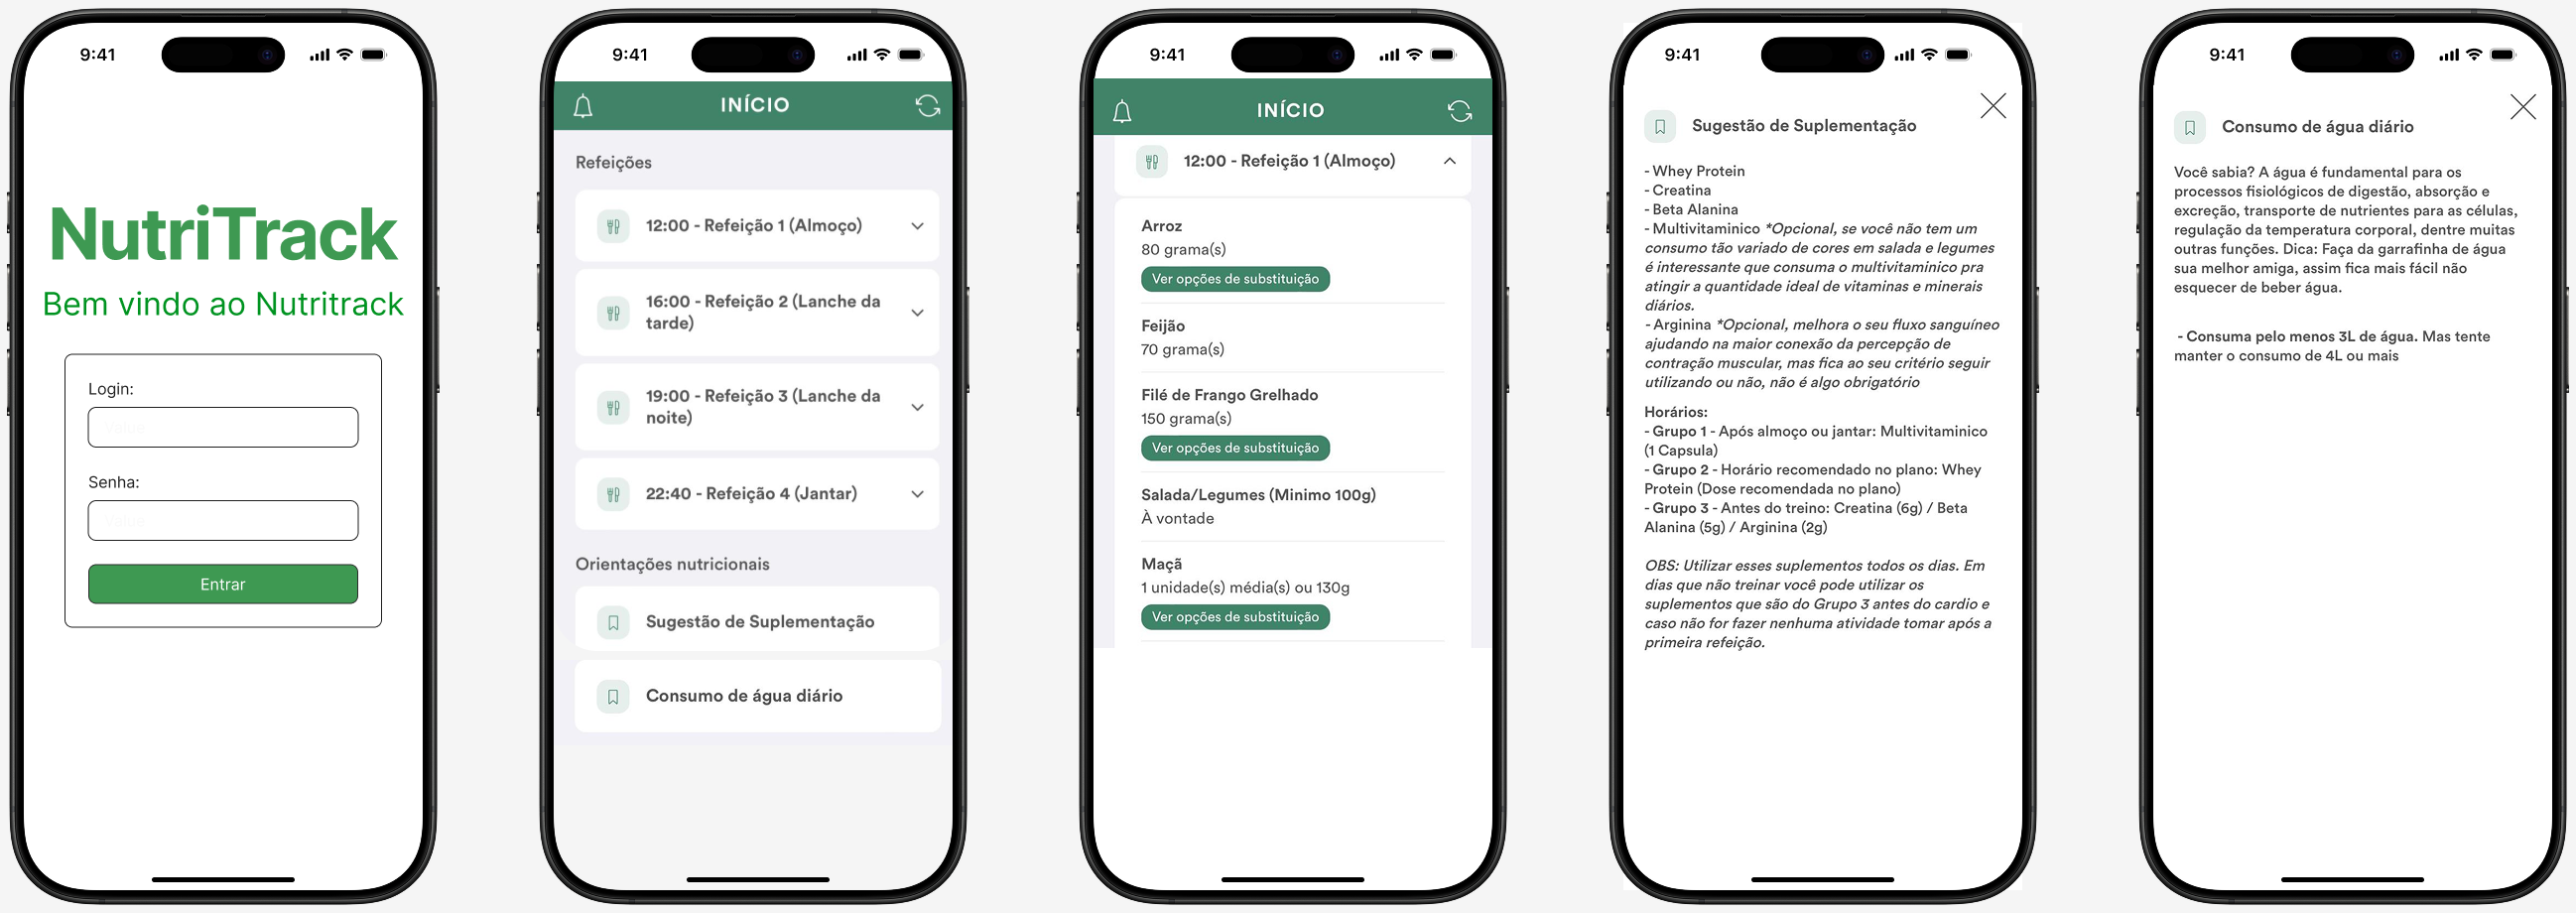 9:41
NutriTrack
Bem vindo ao Nutritrack
Login:
Senha:
Entrar
9:41
INÍCIO
Refeições
12:00 - Refeição 1 (Almoço)
16:00 - Refeição 2 (Lanche da
tarde)
19:00 - Refeição 3 (Lanche da
noite)
22:40 - Refeição 4 (Jantar)
Orientações nutricionais
Sugestão de Suplementação
Consumo de água diário
9:41
INÍCIO
12:00 - Refeição 1 (Almoço)
Arroz
80 grama(s)
Ver opções de substituição
Feijão
70 grama(s)
Filé de Frango Grelhado
150 grama(s)
Ver opções de substituição
Salada/Legumes (Minimo 100g)
À vontade
Maçã
1 unidade(s) média(s) ou 130g
Ver opções de substituição
9:41
Sugestão de Suplementação
- Whey Protein
- Creatina
- Beta Alanina
- Multivitaminico *Opcional, se você não tem um
consumo tão variado de cores em salada e legumes
é interessante que consuma o multivitaminico pra
atingir a quantidade ideal de vitaminas e minerais
diários.
- Arginina *Opcional, melhora o seu fluxo sanguíneo
ajudando na maior conexão da percepção de
contração muscular, mas fica ao seu critério seguir
utilizando ou não, não é algo obrigatório
Horários:
- Grupo 1 - Após almoço ou jantar: Multivitaminico
(1 Capsula)
- Grupo 2 - Horário recomendado no plano: Whey
Protein (Dose recomendada no plano)
- Grupo 3 - Antes do treino: Creatina (6g) / Beta
Alanina (5g) / Arginina (2g)
OBS: Utilizar esses suplementos todos os dias. Em
dias que não treinar você pode utilizar os
suplementos que são do Grupo 3 antes do cardio e
caso não for fazer nenhuma atividade tomar após a
primeira refeição.
9:41
Consumo de água diário
Você sabia? A água é fundamental para os
processos fisiológicos de digestão, absorção e
excreção, transporte de nutrientes para as células,
regulação da temperatura corporal, dentre muitas
outras funções. Dica: Faça da garrafinha de água
sua melhor amiga, assim fica mais fácil não
esquecer de beber água.
- Consuma pelo menos 3L de água. Mas tente
manter o consumo de 4L ou mais